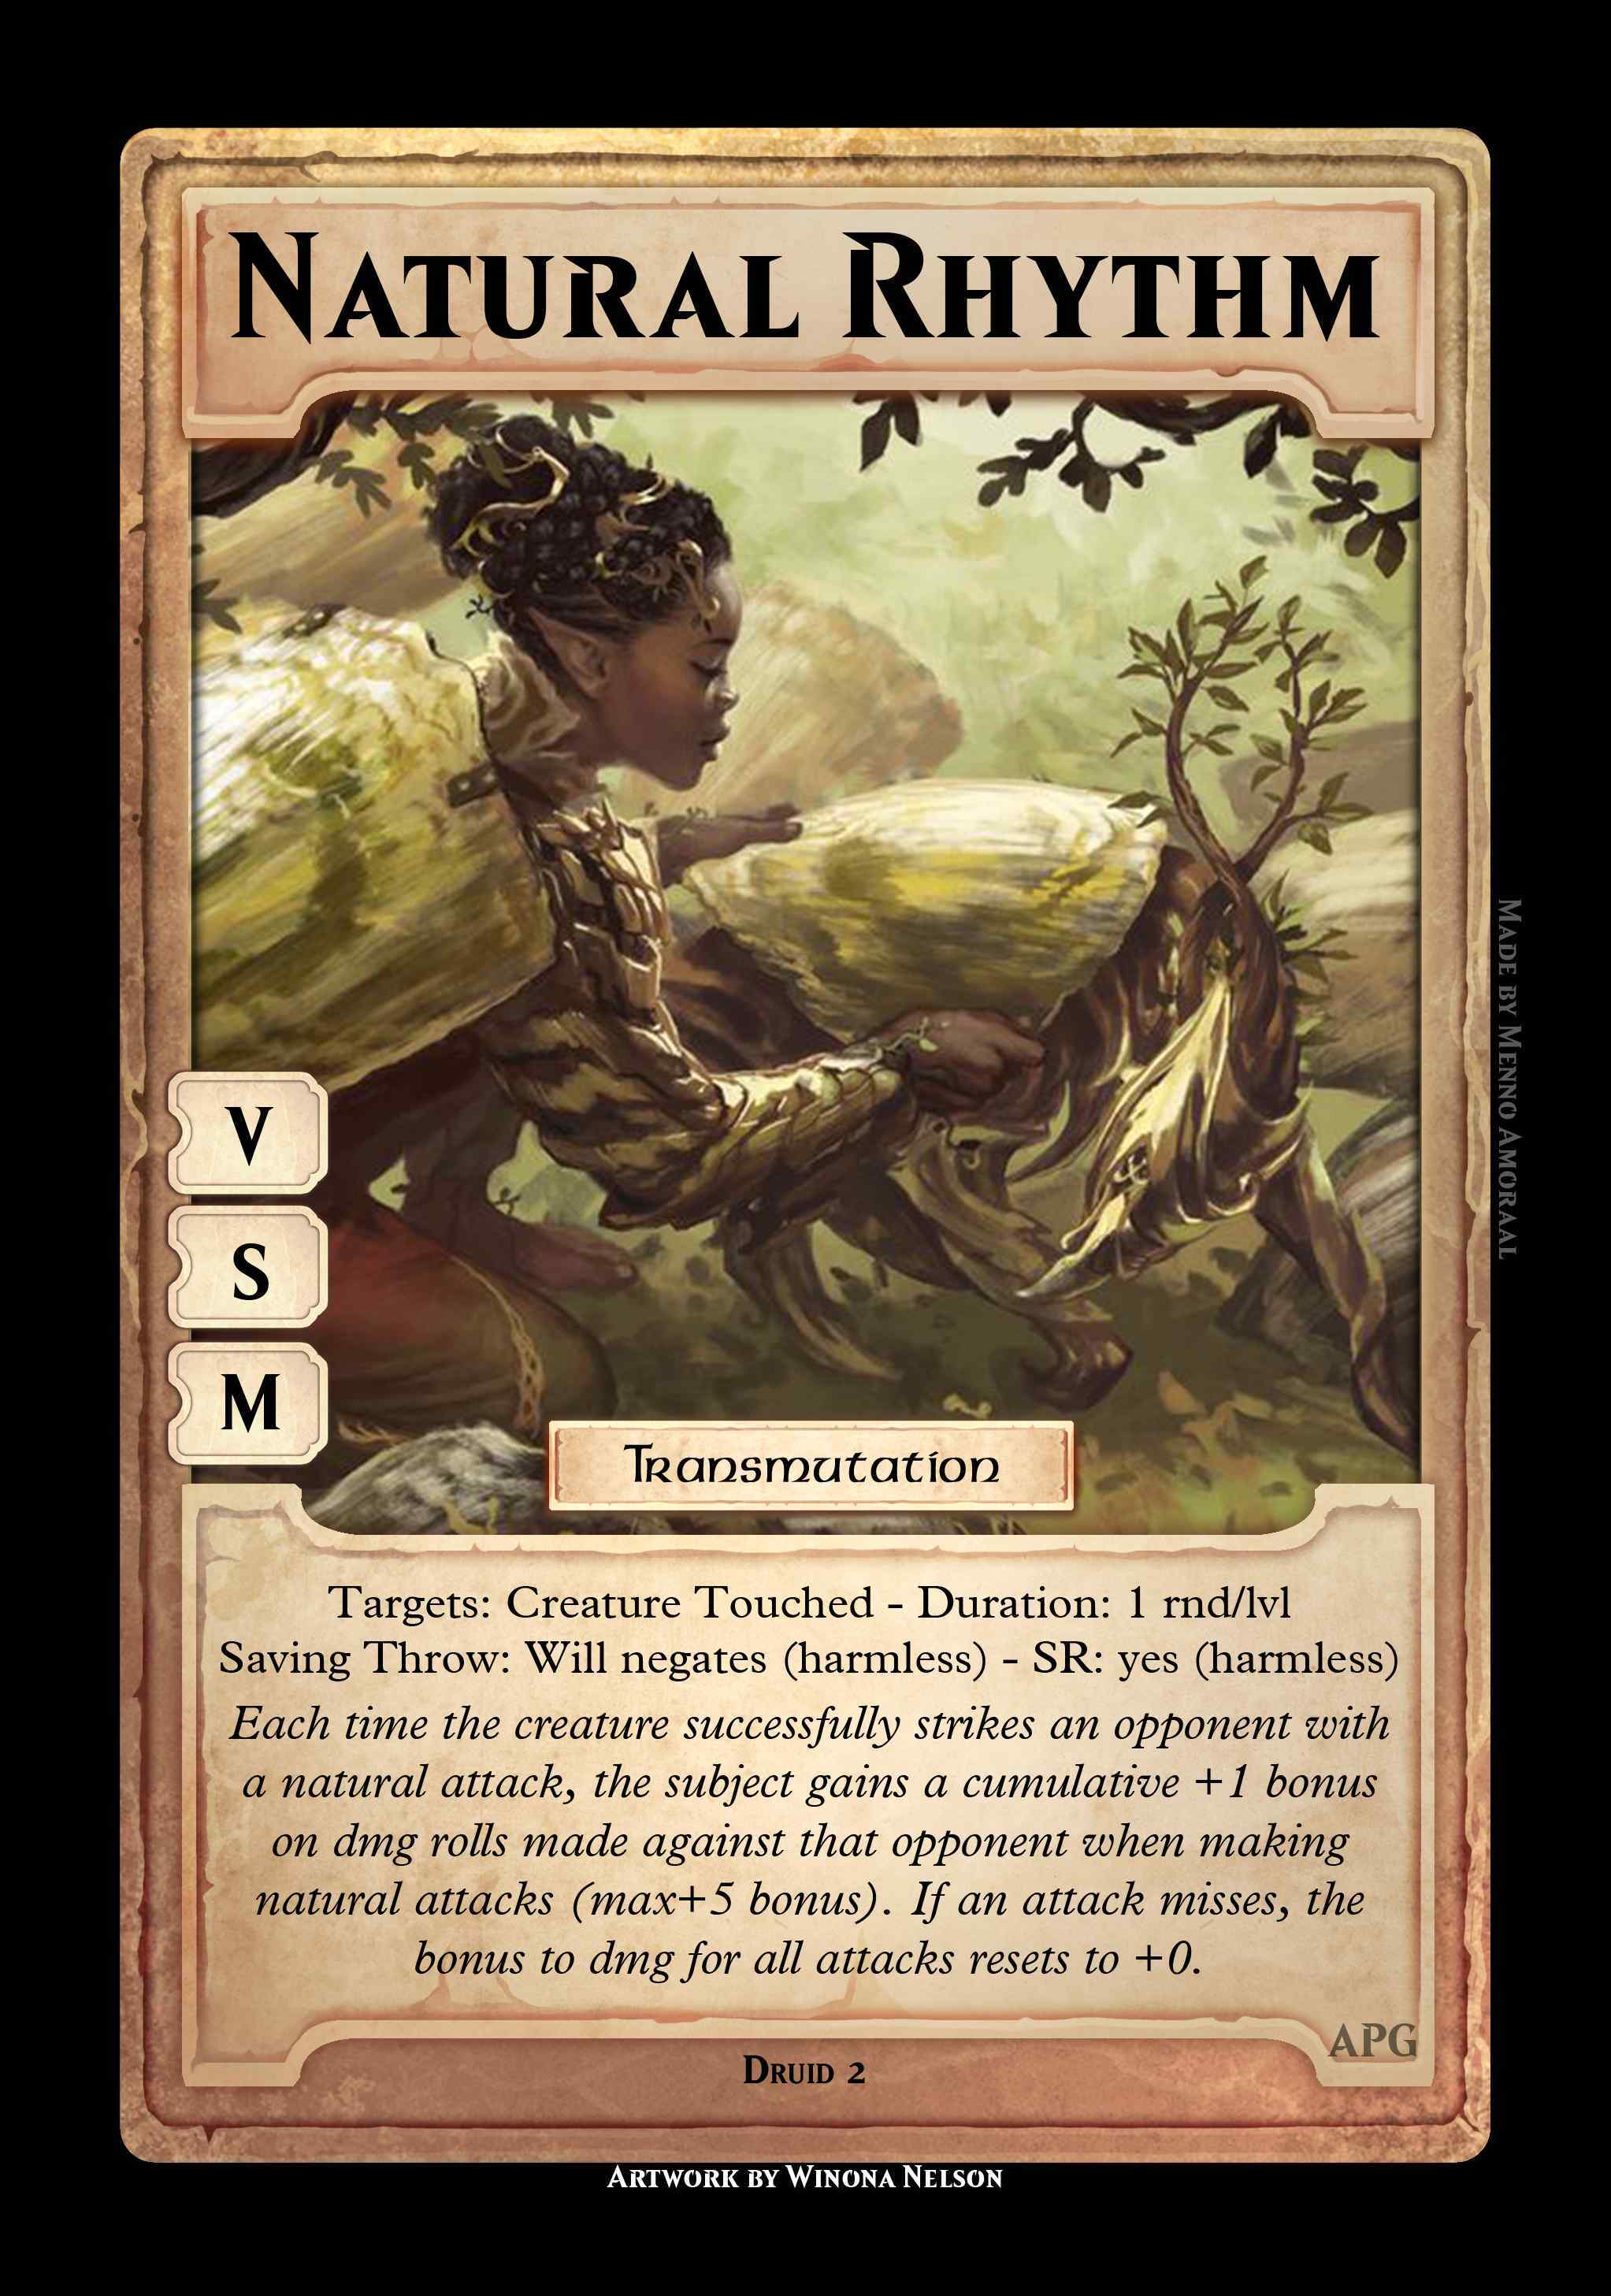 Natural Rhythm
V
S
M
Transmutation
Targets: Creature Touched - Duration: 1 rnd/lvl
Saving Throw: Will negates (harmless) - SR: yes (harmless)
Each time the creature successfully strikes an opponent with
a natural attack, the subject gains a cumulative +1 bonus
on dmg rolls made against that opponent when making
natural attacks (max+5 bonus). If an attack misses, the
bonus to dmg for all attacks resets to +0.
APG
Druid 2
Artwork by Winona Nelson
Made by Menno Amoraal